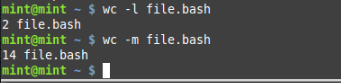 mint@mint ~ $ wc -l file.bash
2 file.bash
mint@mint ~ $ wc -m file.bash
14 file.bash
mint@mint ~ $